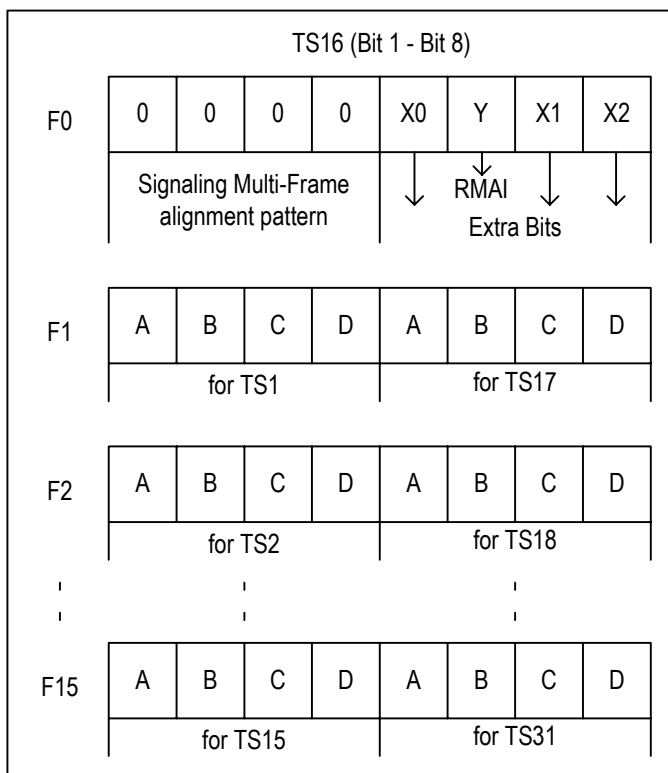 TS16 (Bit 1 - Bit 8)
F0 0 0 0 0 X0 Y X1 X2
Signaling Multi-Frame
alignment pattern
RMAI
Extra Bits
F1 A B C D A B C D
for TS1 for TS17
F2 A B C D A B C D
for TS2 for TS18
F15 A B C D A B C D
for TS15 for TS31